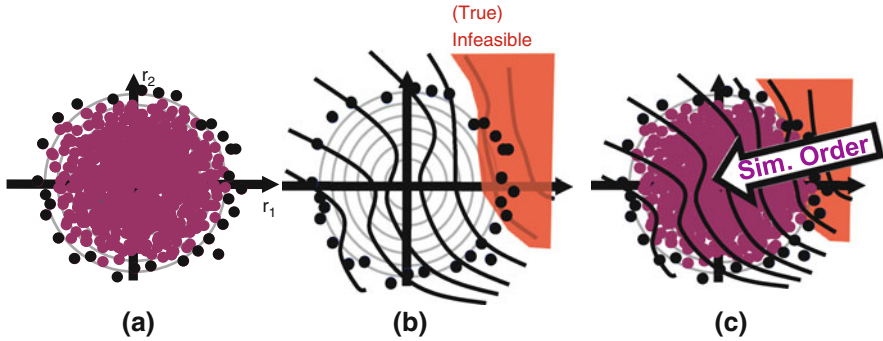 (True)
Infeasible
r2
r1
Sim. Order
(a)
(b)
(c)